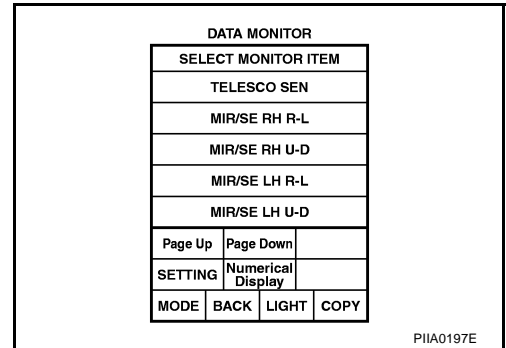 DATA MONITOR
SELECT MONITOR ITEM
TELESCO SEN
MIR/SE RH R-L
MIR/SE RH U-D
MIR/SE LH R-L
MIR/SE LH U-D
Page Up Page Down
SETTING Numerical Display
MODE BACK LIGHT COPY
PIIA0197E